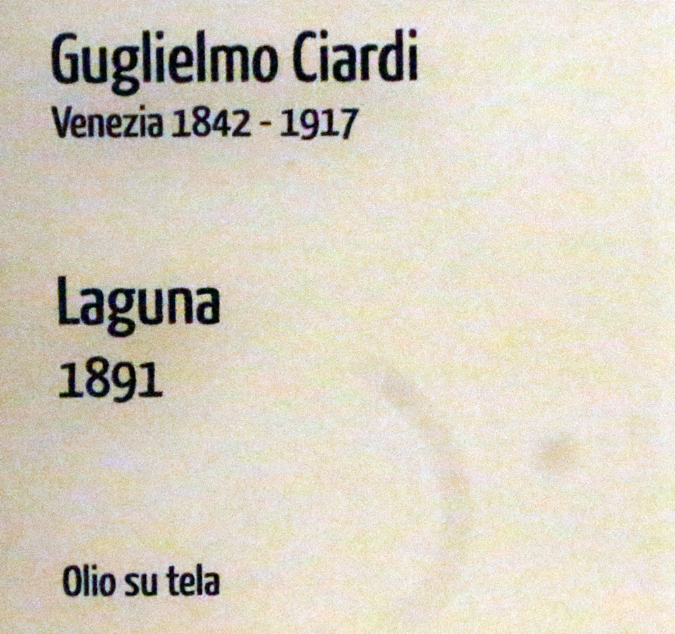 Guglielmo Ciardi
Venezia 1842 - 1917
Laguna
1891
Olio su tela